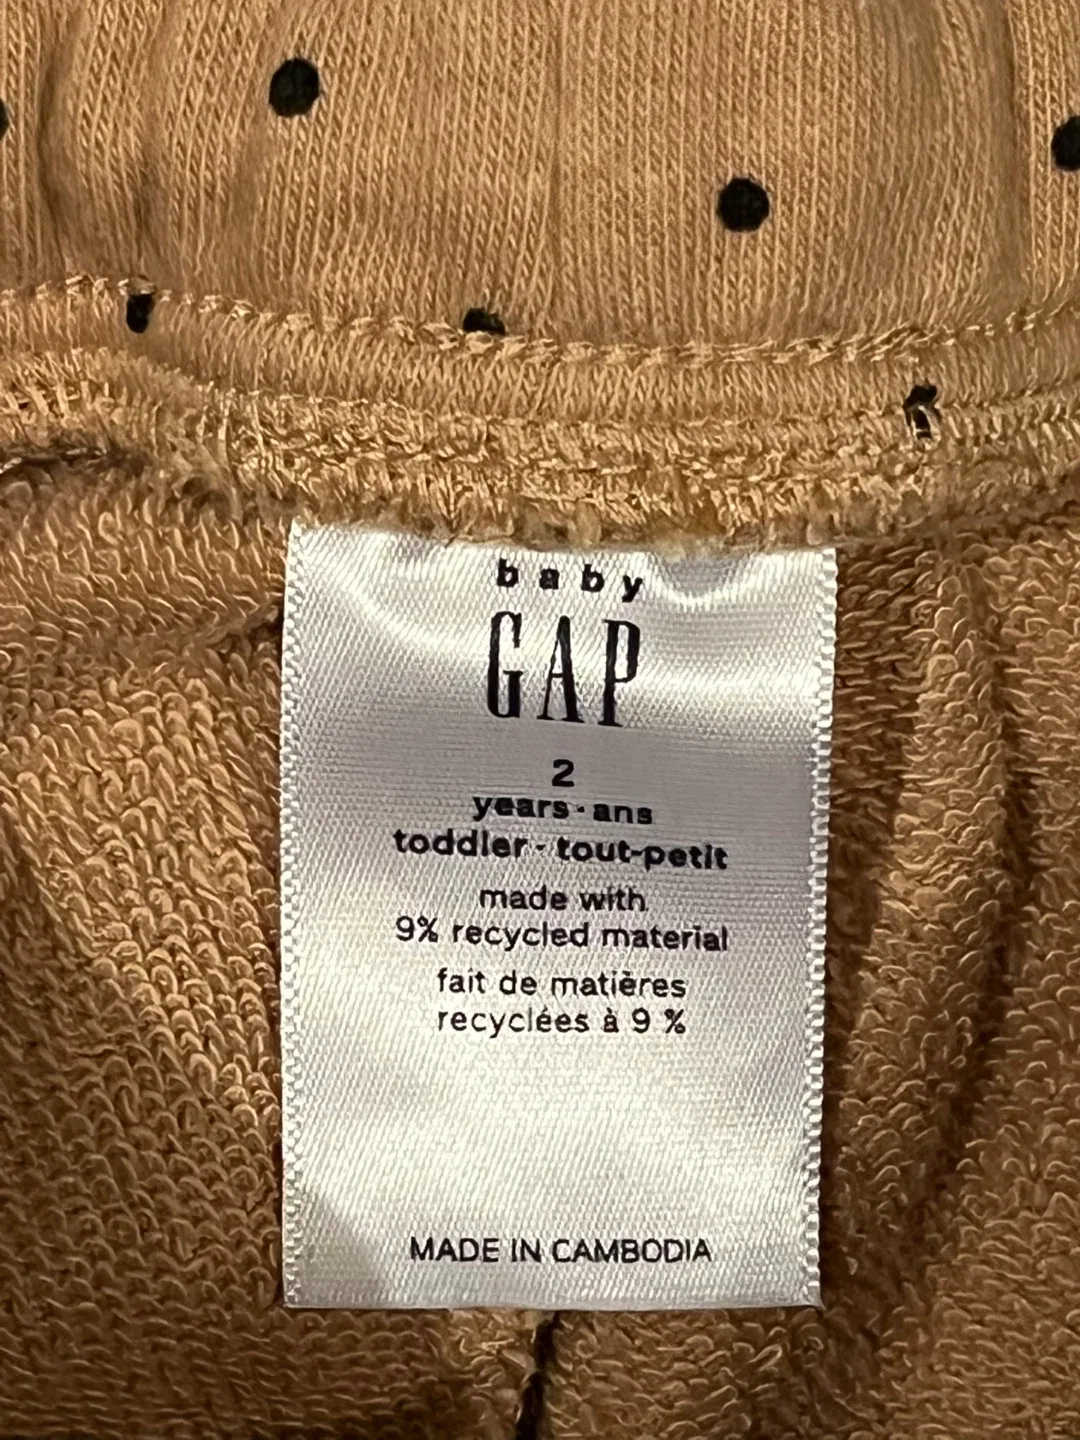 baby
GAP
2
years·ans
toddler·tout-petit
made with
9% recycled material
fait de matières
recyclées à 9 %
MADE IN CAMBODIA